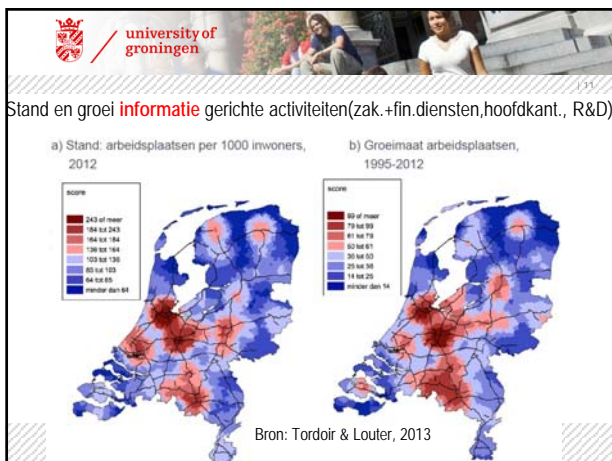 university of
groningen
| 11
Stand en groei informatie gerichte activiteiten(zak.+fin.diensten,hoofdkant., R&D)
a) Stand: arbeidsplaatsen per 1000 inwoners,
2012
b) Groeimaat arbeidsplaatsen,
1995-2012
score
243 of meer
184 tot 243
164 tot 184
136 tot 164
103 tot 136
85 tot 103
64 tot 85
minder dan 64
score
99 of meer
79 tot 99
61 tot 79
50 tot 61
36 tot 50
25 tot 36
14 tot 25
minder dan 14
Bron: Tordoir & Louter, 2013